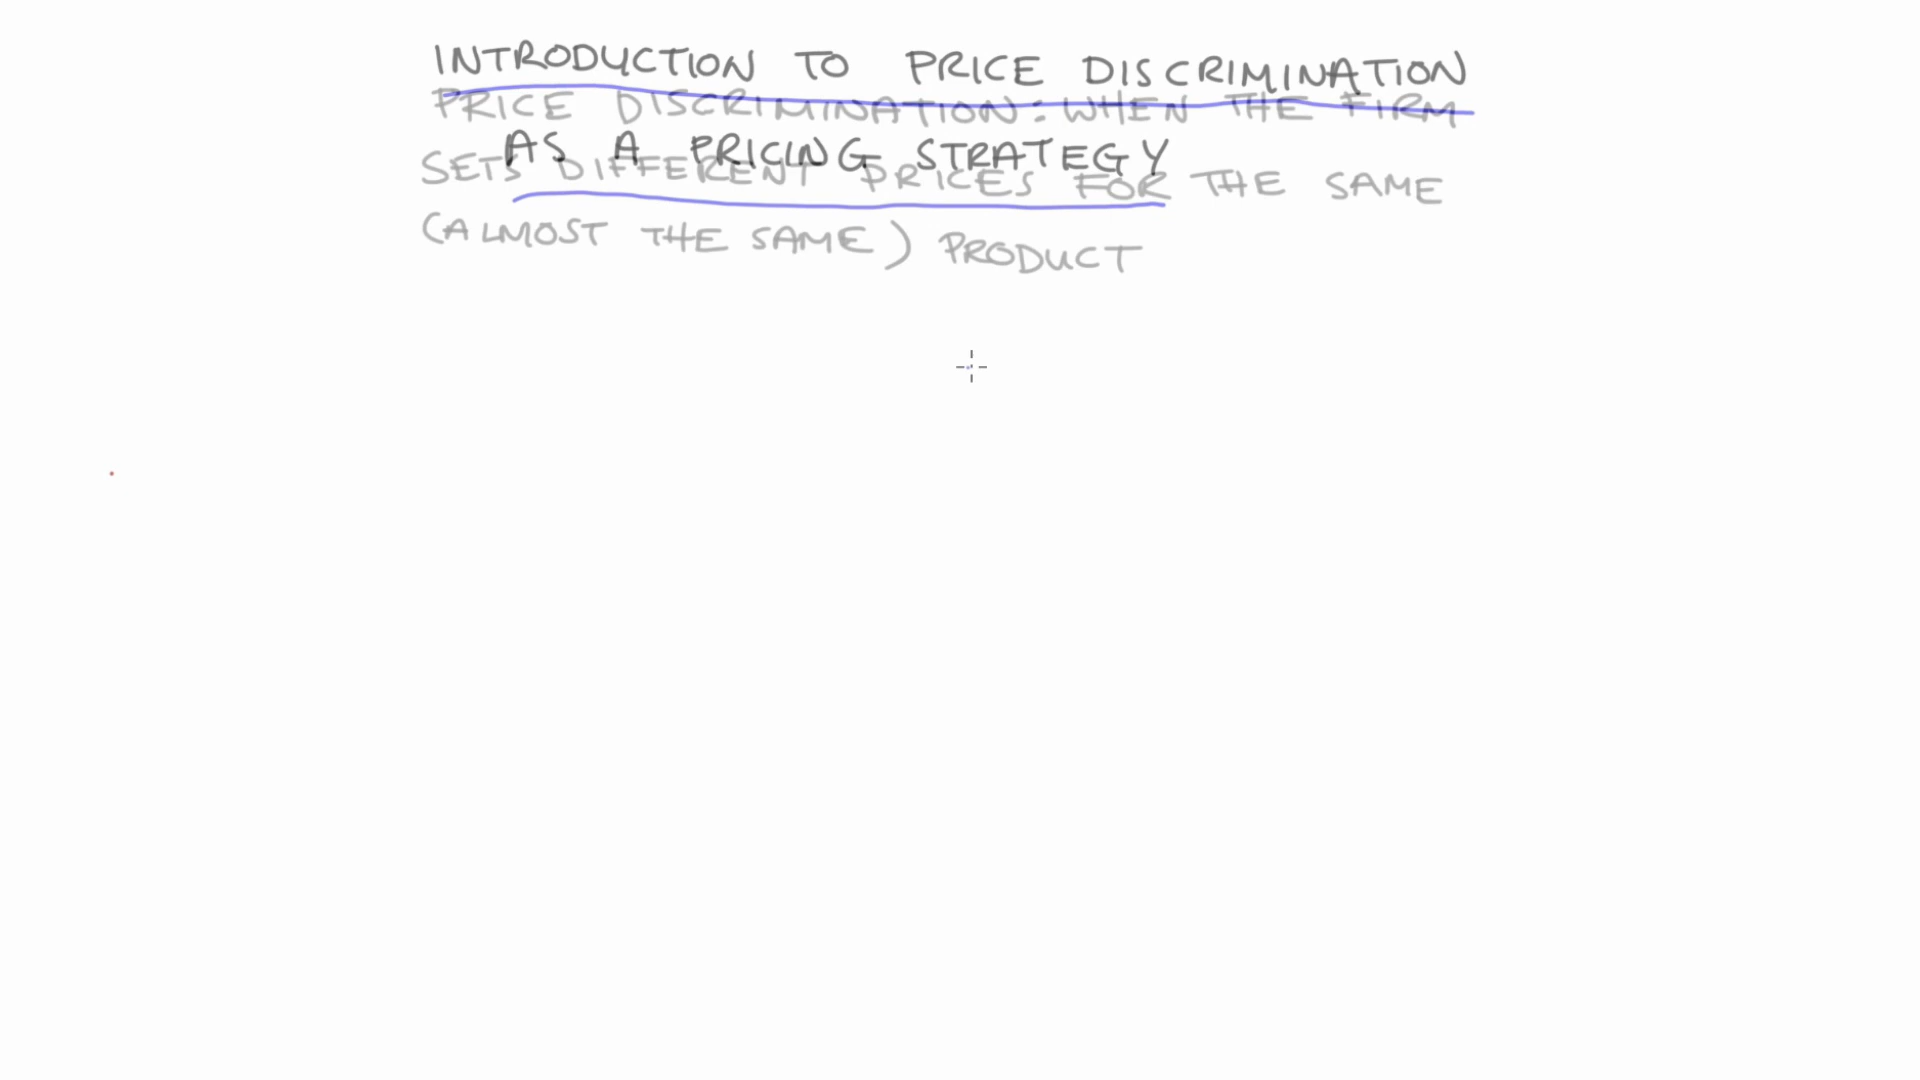 INTRODUCTION TO PRICE DISCRIMINATION
PRICE DISCRIMINATION: WHEN THE FIRM
AS A PRICING STRATEGY
SETS DIFFERENT PRICES FOR THE SAME
(ALMOST THE SAME) PRODUCT